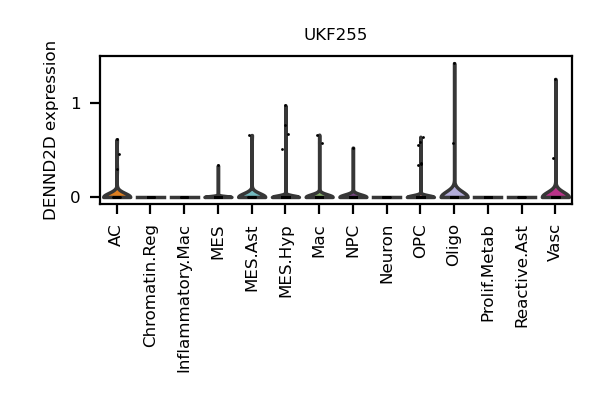 UKF255
DENND2D expression
1
0
AC
Chromatin.Reg
Inflammatory.Mac
MES
MES.Ast
MES.Hyp
Mac
NPC
Neuron
OPC
Oligo
Prolif.Metab
Reactive.Ast
Vasc